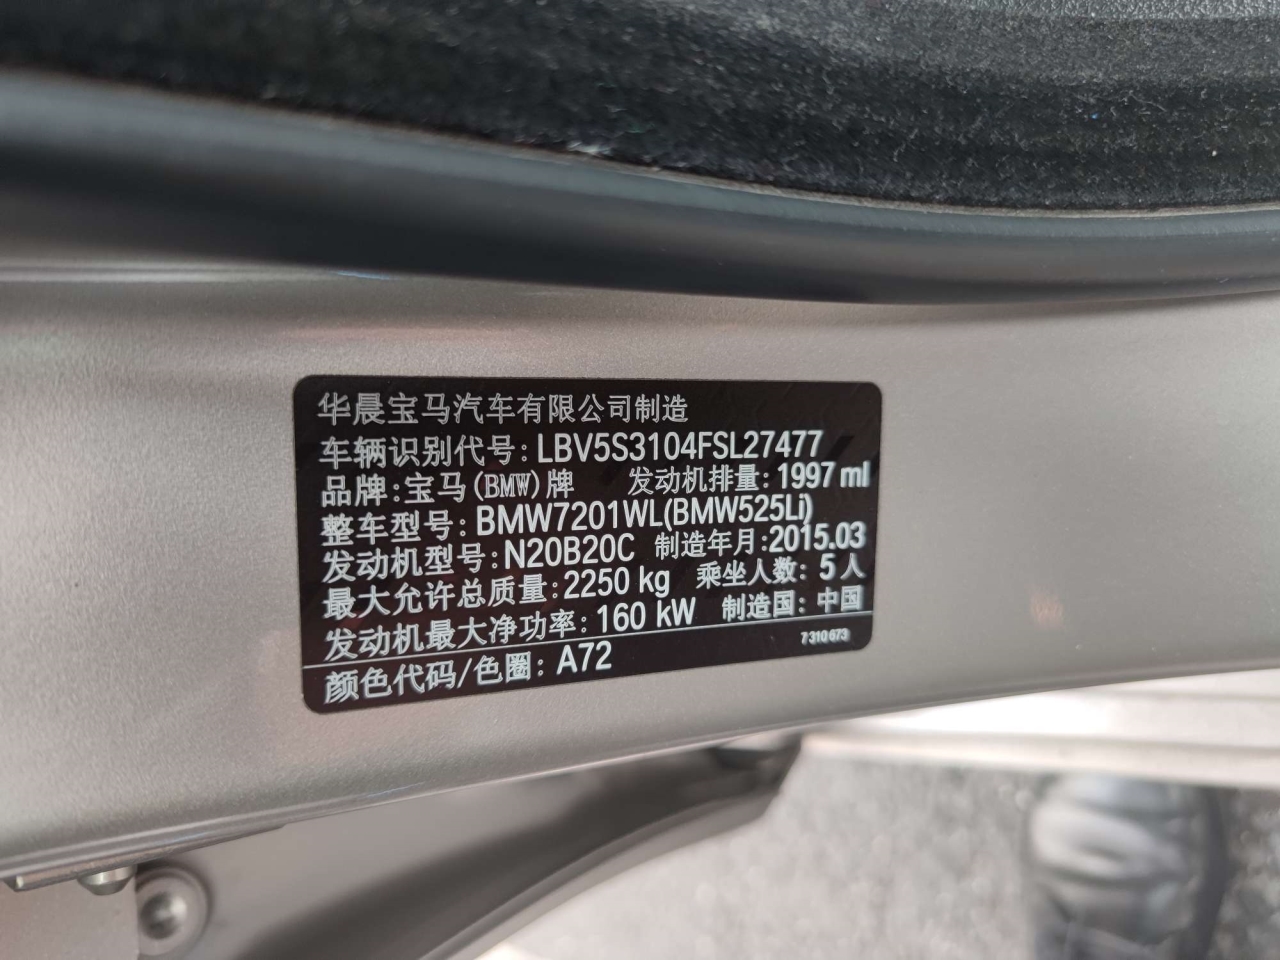 华晨宝马汽车有限公司制造
车辆识别代号: LBV5S3104FSL27477
品牌: 宝马(BMW)牌 发动机排量: 1997 ml
整车型号: BMW7201WL(BMW525Li)
发动机型号: N20B20C 制造年月: 2015.03
最大允许总质量: 2250 kg 乘坐人数: 5人
发动机最大净功率: 160 kW 制造国: 中国
7 310 673
颜色代码/色圈: A72